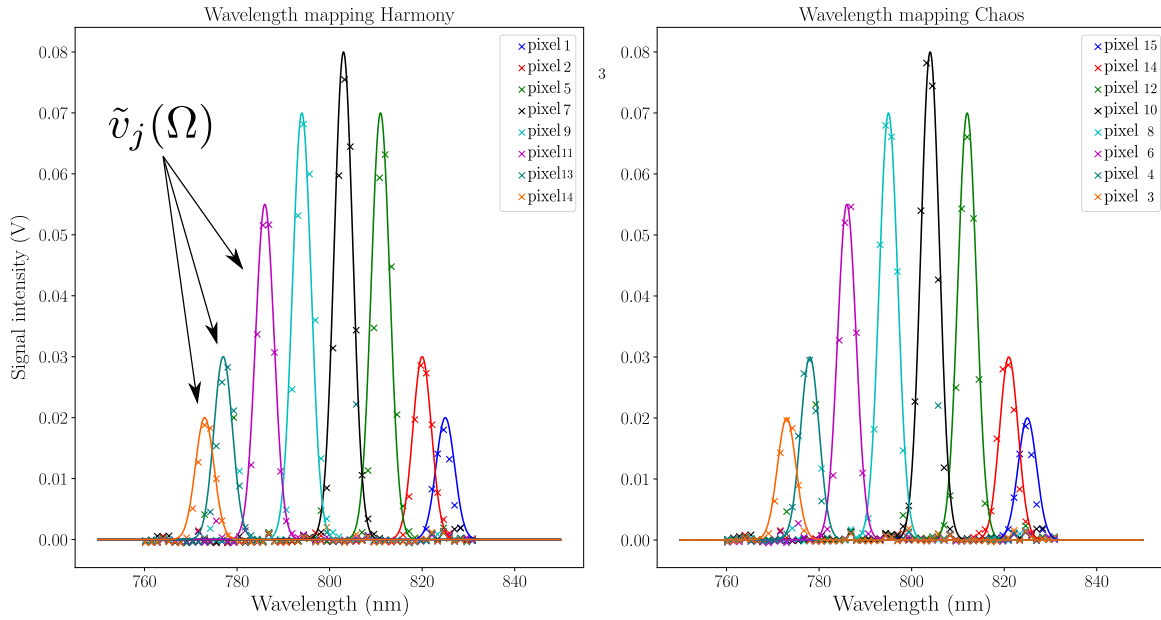 Wavelength mapping Harmony
Signal intensity (V)
0.08
0.07
0.06
0.05
0.04
0.03
0.02
0.01
0.00
ṽ_j(Ω)
pixel 1
pixel 2
pixel 5
pixel 7
pixel 9
pixel11
pixel13
pixel14
760 780 800 820 840
Wavelength (nm)
3
Wavelength mapping Chaos
0.08
0.07
0.06
0.05
0.04
0.03
0.02
0.01
0.00
pixel 15
pixel 14
pixel 12
pixel 10
pixel 8
pixel 6
pixel 4
pixel 3
760 780 800 820 840
Wavelength (nm)